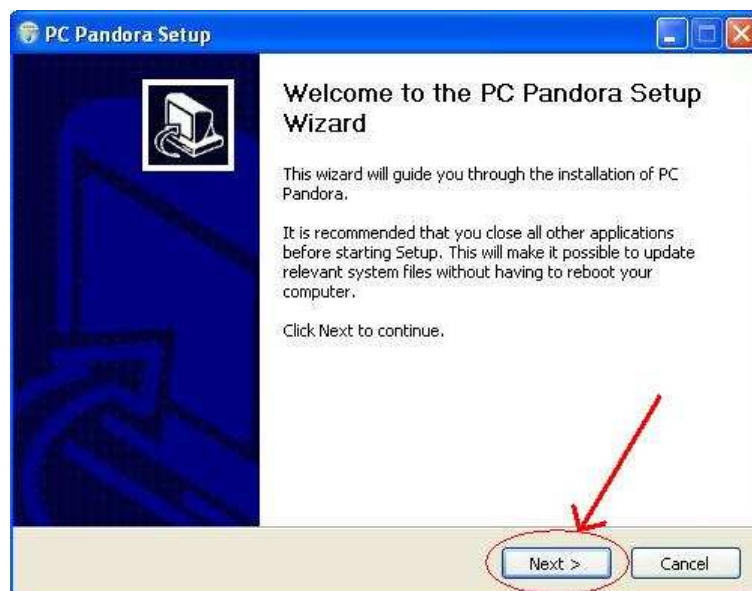 PC Pandora Setup
Welcome to the PC Pandora Setup
Wizard
This wizard will guide you through the installation of PC
Pandora.
It is recommended that you close all other applications
before starting Setup. This will make it possible to update
relevant system files without having to reboot your
computer.
Click Next to continue.
Next >
Cancel